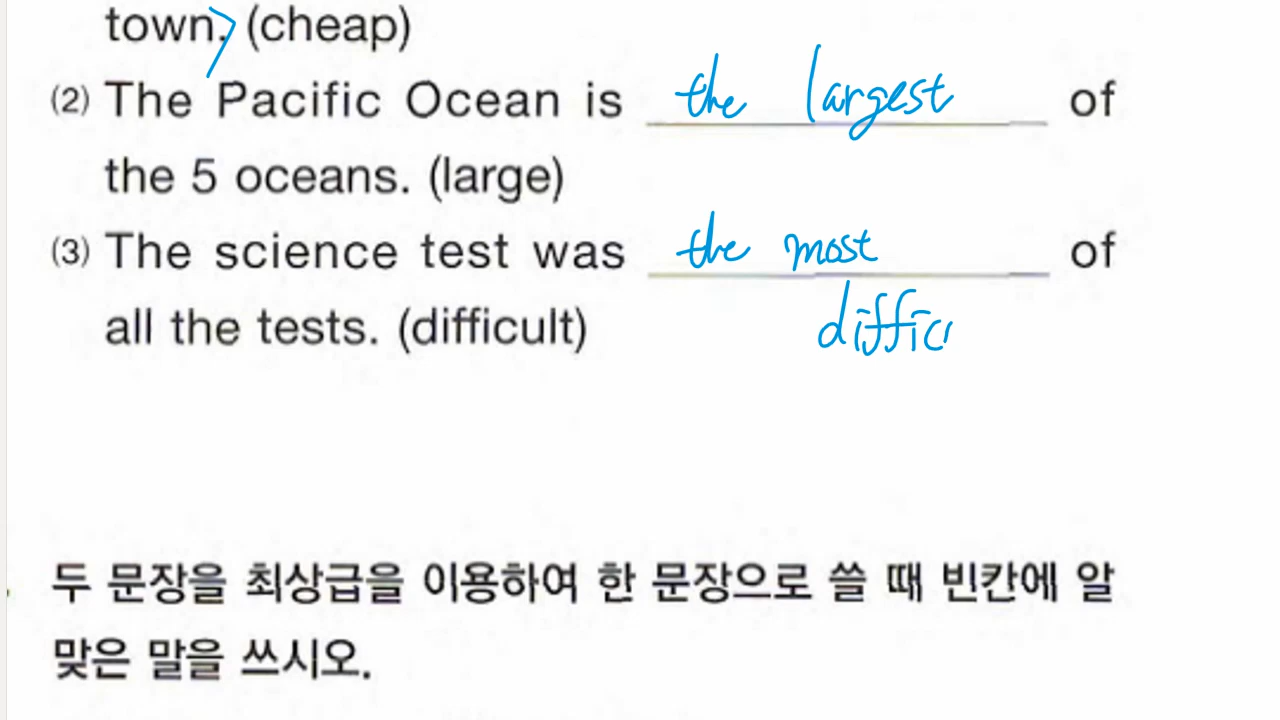 town. (cheap)
(2) The Pacific Ocean is the largest of
the 5 oceans. (large)
(3) The science test was the most of
all the tests. (difficult) diffic
두 문장을 최상급을 이용하여 한 문장으로 쓸 때 빈칸에 알
맞은 말을 쓰시오.